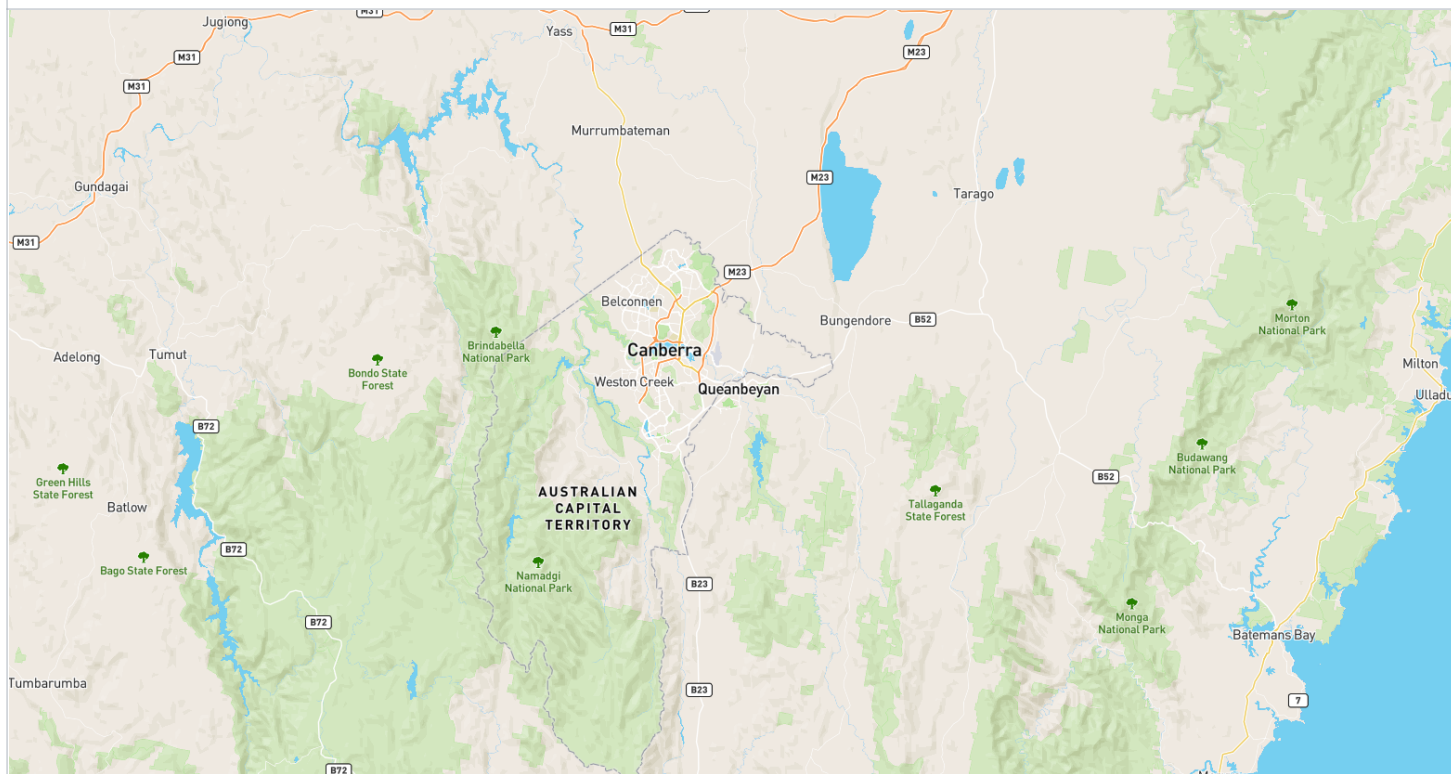 M31
Jugiong
Yass
M31
M23
M31
M31
Murrumbateman
M23
Gundagai
Tarago
M31
M23
Belconnen
Bungendore
B52
Morton
National Park
Brindabella
National Park
Canberra
Adelong
Tumut
Bondo State
Forest
Milton
Weston Creek
Queanbeyan
Ulladu
B72
Budawang
National Park
Green Hills
State Forest
B52
AUSTRALIAN
CAPITAL
TERRITORY
Batlow
Tallaganda
State Forest
B72
Bago State Forest
Namadgi
National Park
B23
B72
Monga
National Park
Batemans Bay
Tumbarumba
B23
7
B72